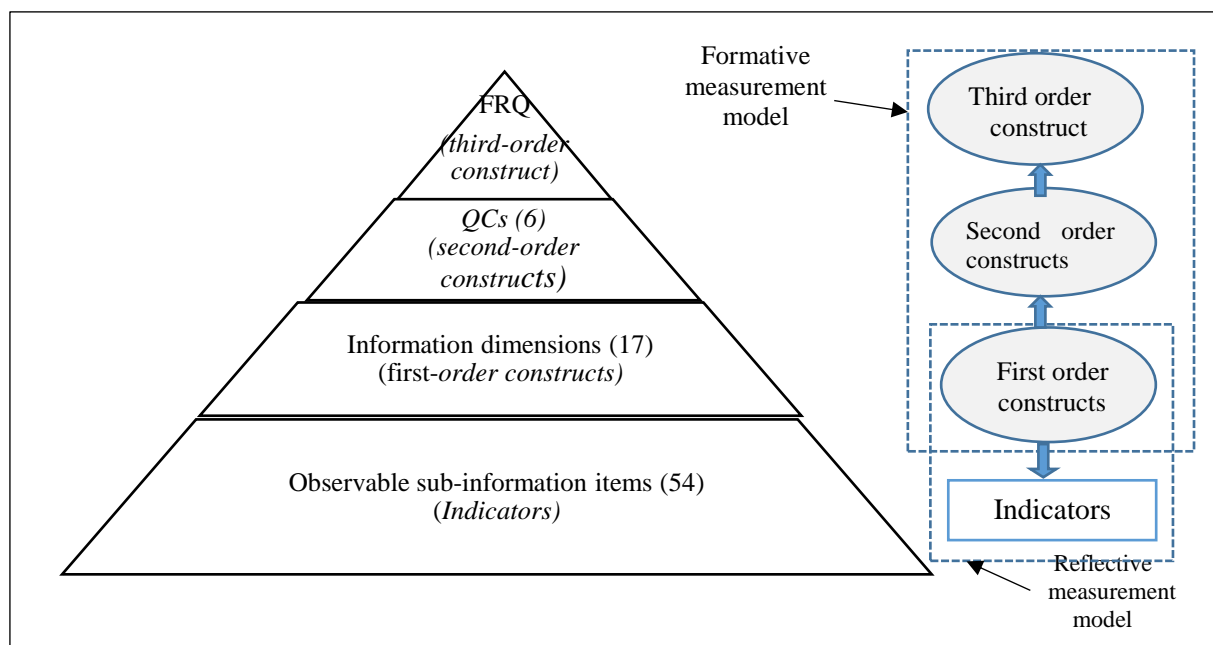 FRQ
(third-order
construct)
QCs (6)
(second-order
constructs)
Information dimensions (17)
(first-order constructs)
Observable sub-information items (54)
(Indicators)
Formative
measurement
model
Third order
construct
Second order
constructs
First order
constructs
Indicators
Reflective
measurement
model